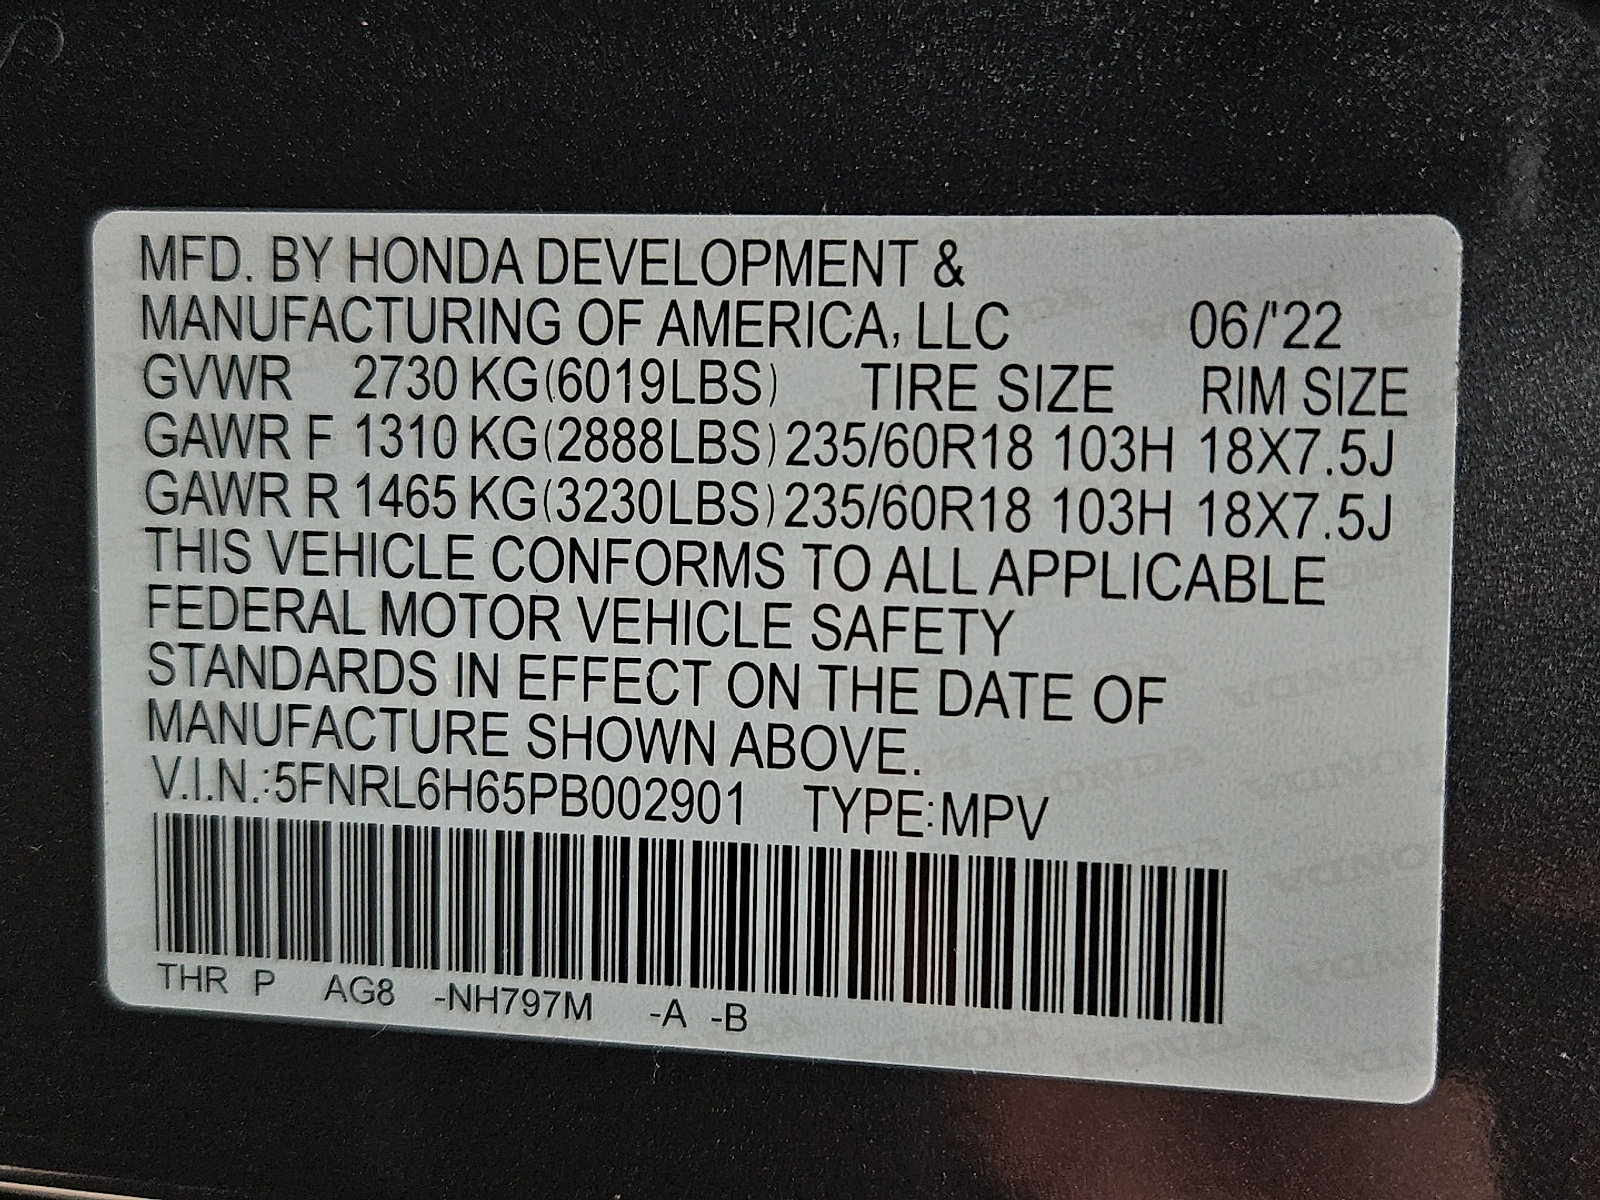 MFD. BY HONDA DEVELOPMENT &
MANUFACTURING OF AMERICA, LLC 06/'22
GVWR 2730 KG(6019LBS) TIRE SIZE RIM SIZE
GAWR F 1310 KG(2888LBS) 235/60R18 103H 18X7.5J
GAWR R 1465 KG(3230LBS) 235/60R18 103H 18X7.5J
THIS VEHICLE CONFORMS TO ALL APPLICABLE
FEDERAL MOTOR VEHICLE SAFETY
STANDARDS IN EFFECT ON THE DATE OF
MANUFACTURE SHOWN ABOVE.
V.I.N.:5FNRL6H65PB002901 TYPE:MPV
THR P AG8 -NH797M -A -B